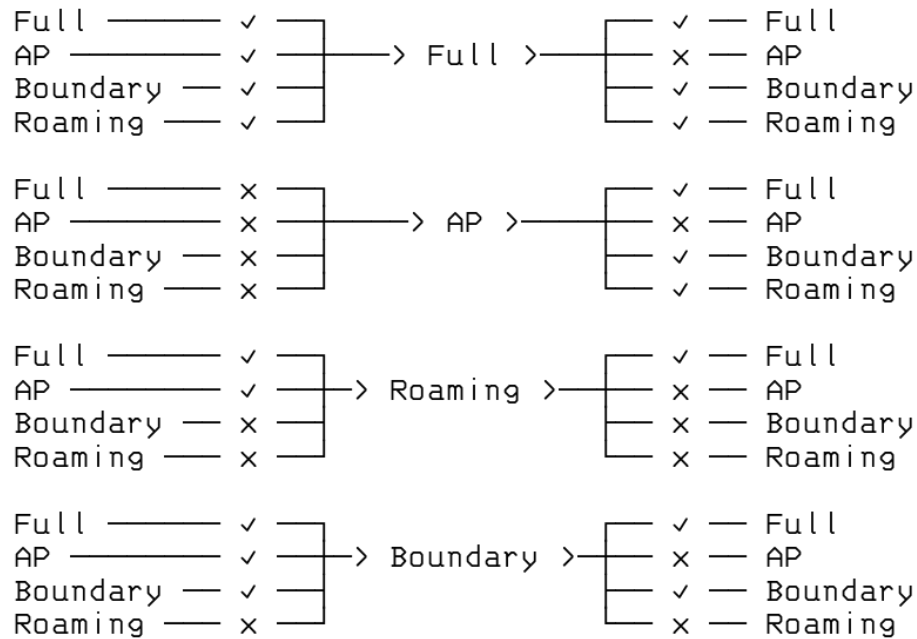 Full ✓ ✓ Full
AP ✓ > Full > × AP
Boundary ✓ ✓ Boundary
Roaming ✓ ✓ Roaming
Full × ✓ Full
AP × > AP > × AP
Boundary × ✓ Boundary
Roaming × ✓ Roaming
Full ✓ ✓ Full
AP ✓ > Roaming > × AP
Boundary × × Boundary
Roaming × × Roaming
Full ✓ ✓ Full
AP ✓ > Boundary > × AP
Boundary ✓ ✓ Boundary
Roaming × × Roaming